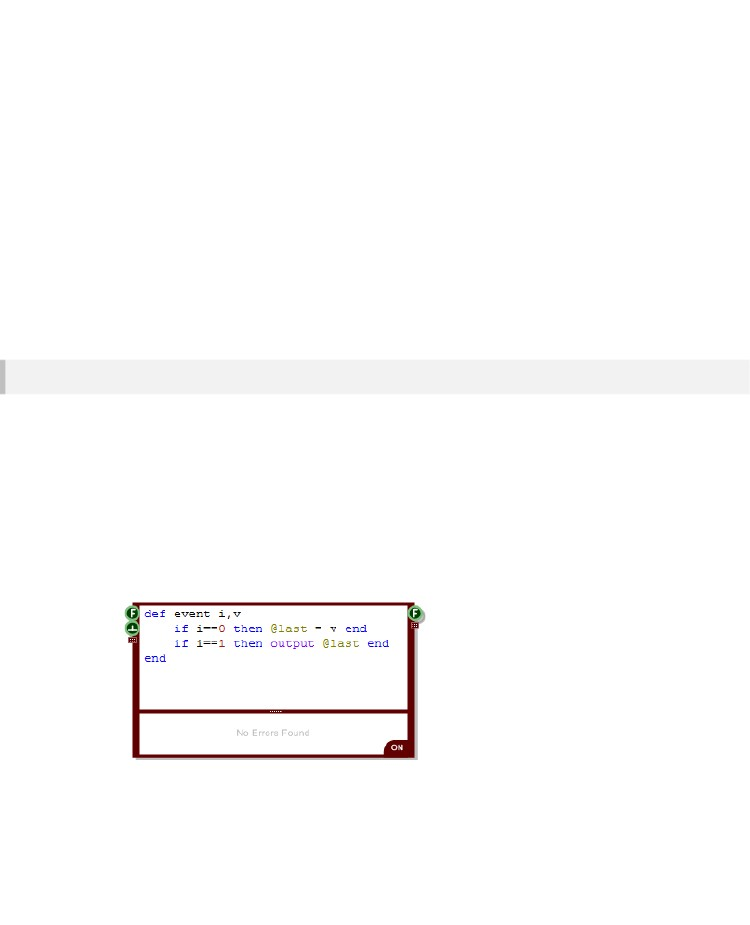 F
F
def event i,v
if i==0 then @last = v end
if i==1 then output @last end
end
No Errors Found
ON